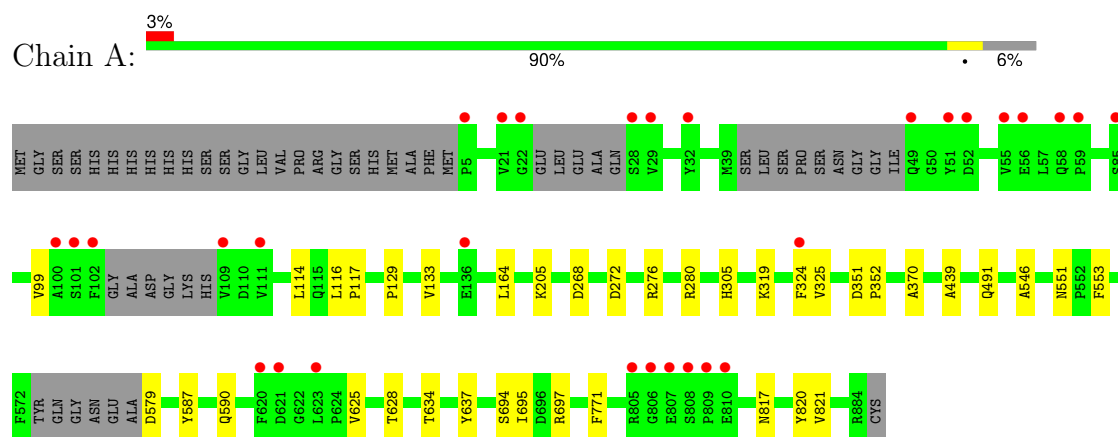 3%
Chain A:
90% • 6%
MET GLY SER SER HIS HIS HIS HIS HIS HIS SER SER GLY LEU VAL PRO ARG GLY SER HIS MET ALA PHE MET P5 V21 G22 GLU LEU GLU ALA GLN S28 V29 Y32 M39 SER LEU SER PRO SER ASN GLY GLY ILE Q49 G50 Y51 D52 V55 E56 L57 Q58 P59 S85
V99 A100 S101 F102 GLY ALA ASP GLY LYS HIS V109 D110 V111 L114 Q115 L116 P117 P129 V133 E136 L164 K205 D268 D272 R276 R280 H305 K319 F324 V325 D351 P352 A370 A439 Q491 A546 N551 P552 F553
F572 TYR GLN GLY ASN GLU ALA D579 Y587 Q590 F620 D621 G622 L623 P624 V625 T628 T634 Y637 S694 I695 D696 R697 F771 R805 G806 E807 S808 P809 E810 N817 Y820 V821 R884 CYS